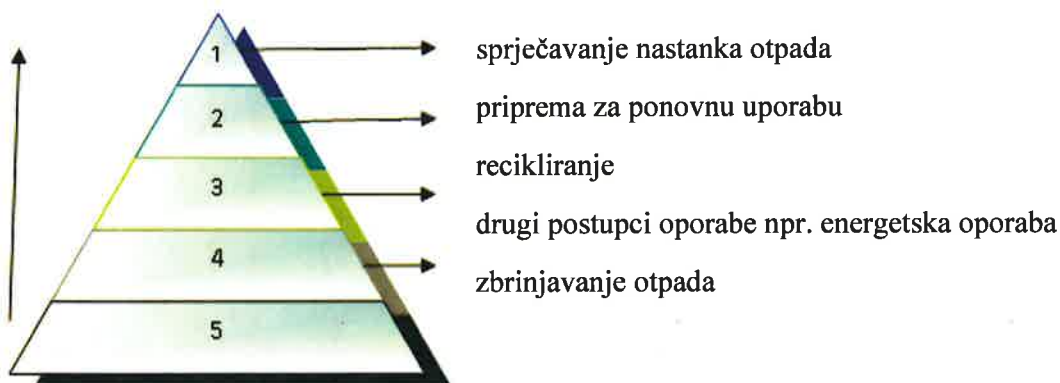 1
sprječavanje nastanka otpada
2
priprema za ponovnu uporabu
3
recikliranje
4
drugi postupci oporabe npr. energetska oporaba
5
zbrinjavanje otpada